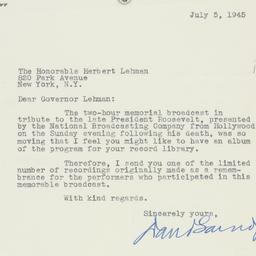 July 5, 1945
The Honorable Herbert Lehman
820 Park Avenue
New York, N.Y.
Dear Governor Lehman:
The two-hour memorial broadcast in
tribute to the late President Roosevelt, presented
by the National Broadcasting Company from Hollywood
on the Sunday evening following his death, was so
moving that I feel you might like to have an album
of the program for your record library.
Therefore, I send you one of the limited
number of recordings originally made as a remem-
brance for the performers who participated in this
memorable broadcast.
With kind regards.
Sincerely yours,